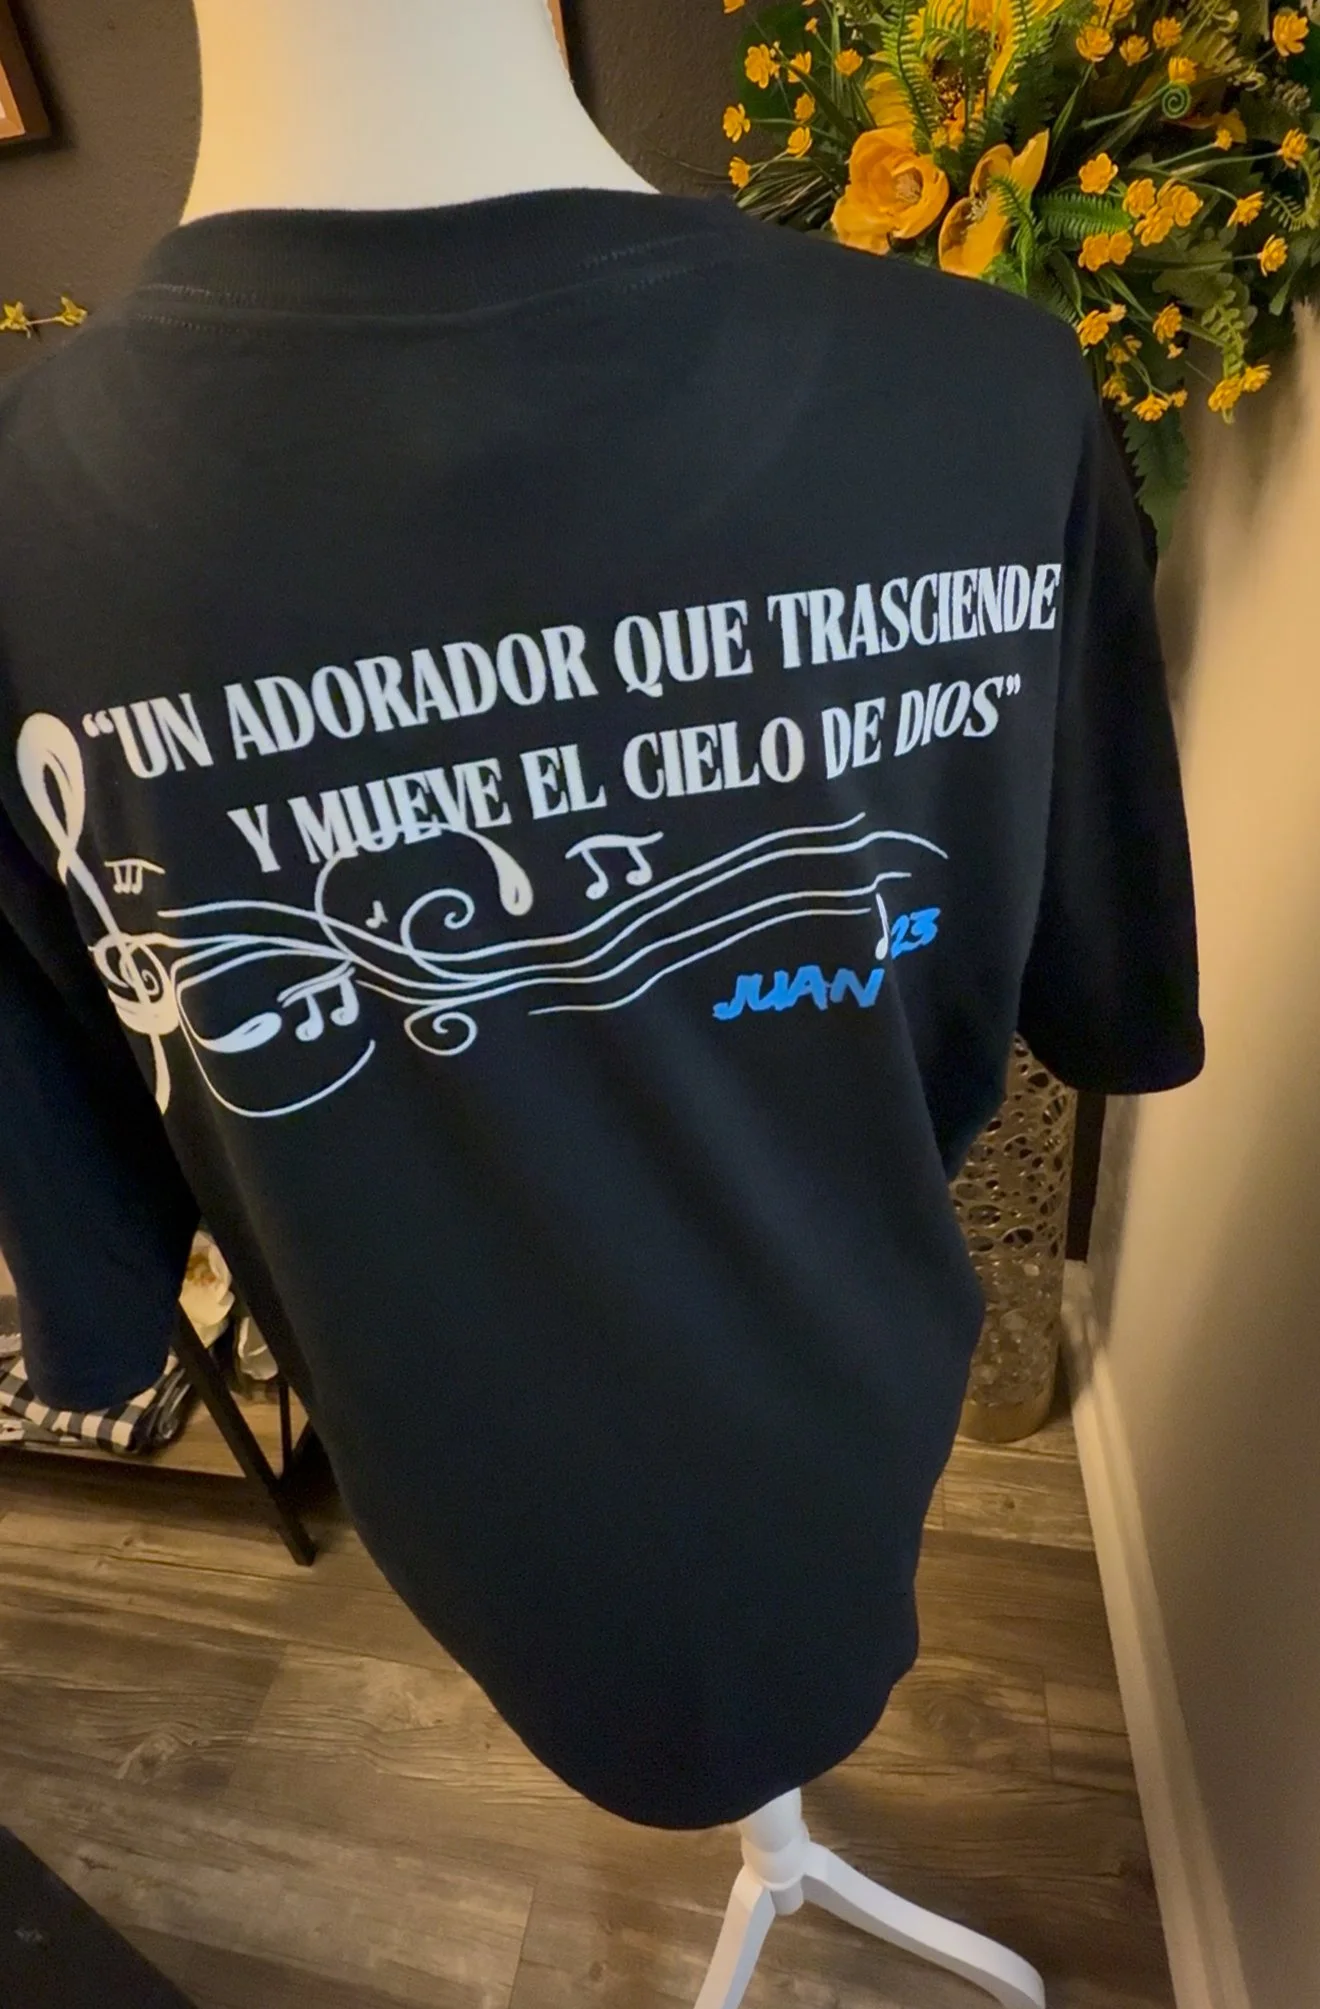 “UN ADORADOR QUE TRASCIENDE
Y MUEVE EL CIELO DE DIOS”
JUAN 23